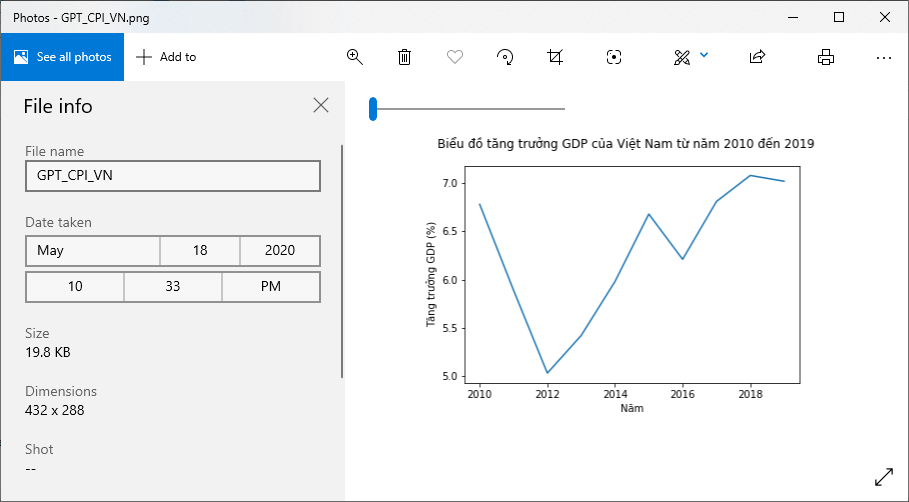 Photos - GPT_CPI_VN.png
See all photos
Add to
File info
File name
GPT_CPI_VN
Date taken
May 18 2020
10 33 PM
Size
19.8 KB
Dimensions
432 x 288
Shot
--
Biểu đồ tăng trưởng GDP của Việt Nam từ năm 2010 đến 2019
Tăng trưởng GDP (%)
7.0
6.5
6.0
5.5
5.0
2010 2012 2014 2016 2018
Năm